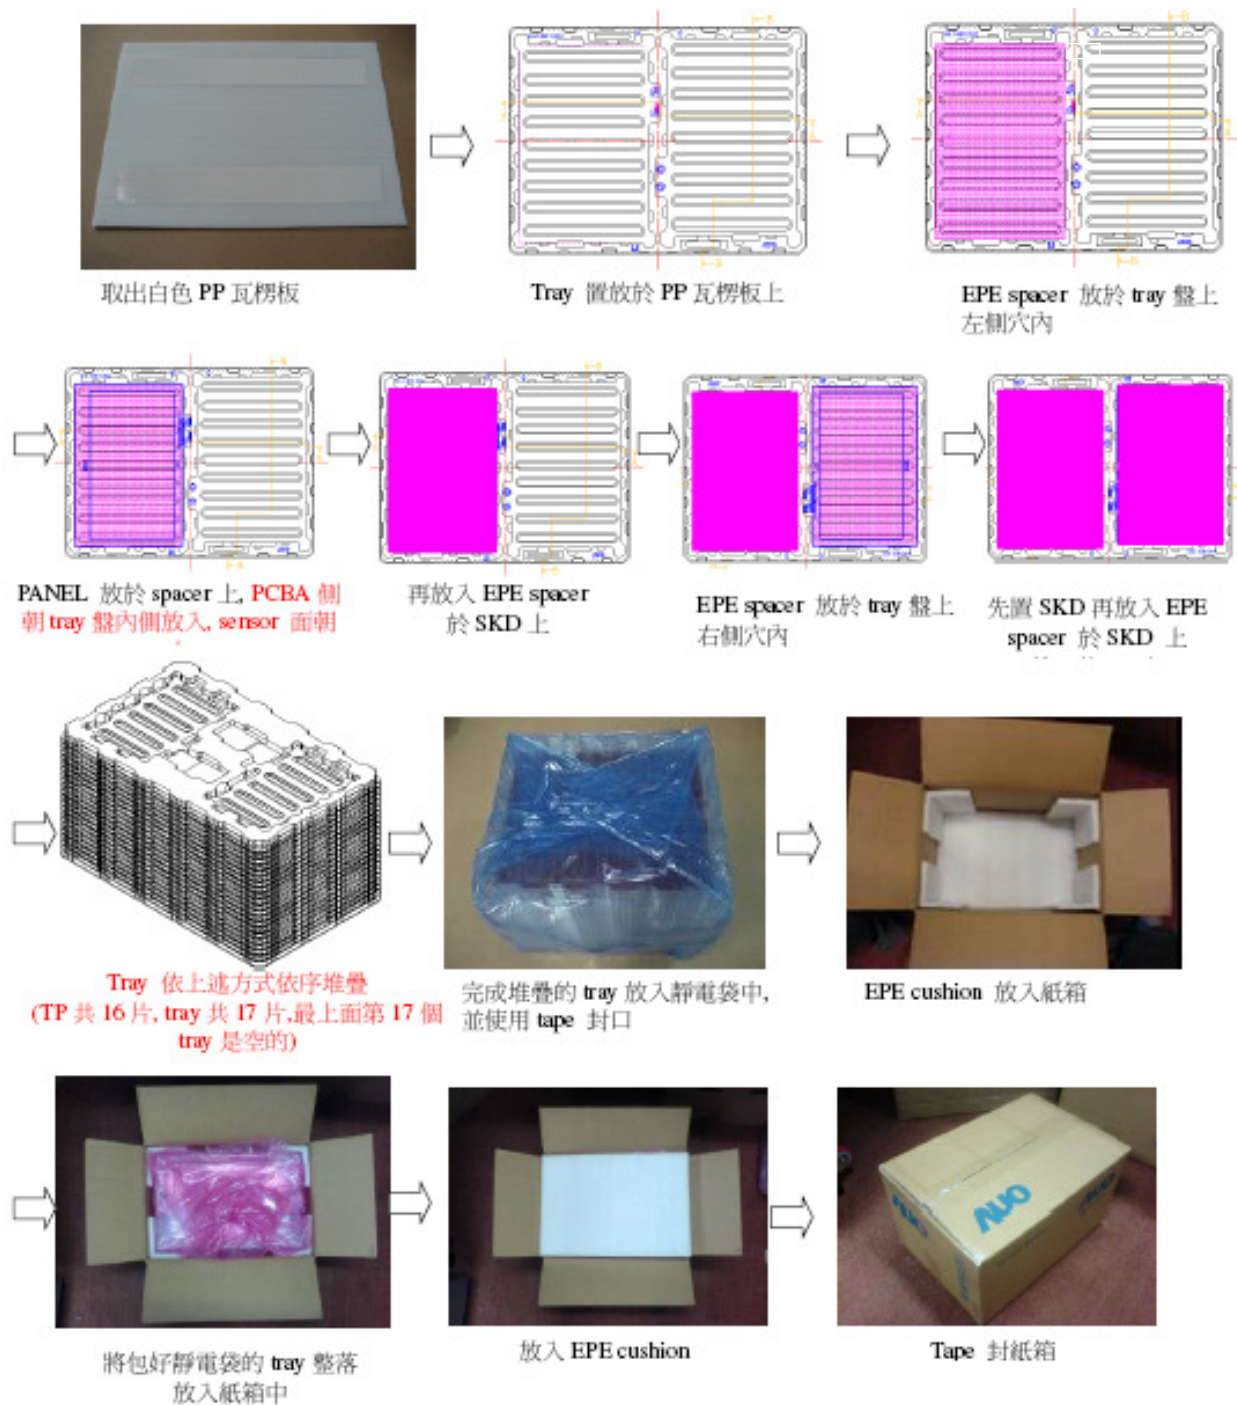 取出白色 PP 瓦楞板
Tray 置放於 PP 瓦楞板上
EPE spacer 放於 tray 盤上
左側穴內
PANEL 放於 spacer 上, PCBA 側
朝 tray 盤內側放入, sensor 面朝
再放入 EPE spacer
於 SKD 上
EPE spacer 放於 tray 盤上
右側穴內
先置 SKD 再放入 EPE
spacer 於 SKD 上
Tray 依上述方式依序堆疊
(TP 共 16 片, tray 共 17 片,最上面第 17 個
tray 是空的)
完成堆疊的 tray 放入靜電袋中,
並使用 tape 封口
EPE cushion 放入紙箱
將包好靜電袋的 tray 整落
放入紙箱中
放入 EPE cushion
AUO
Tape 封紙箱